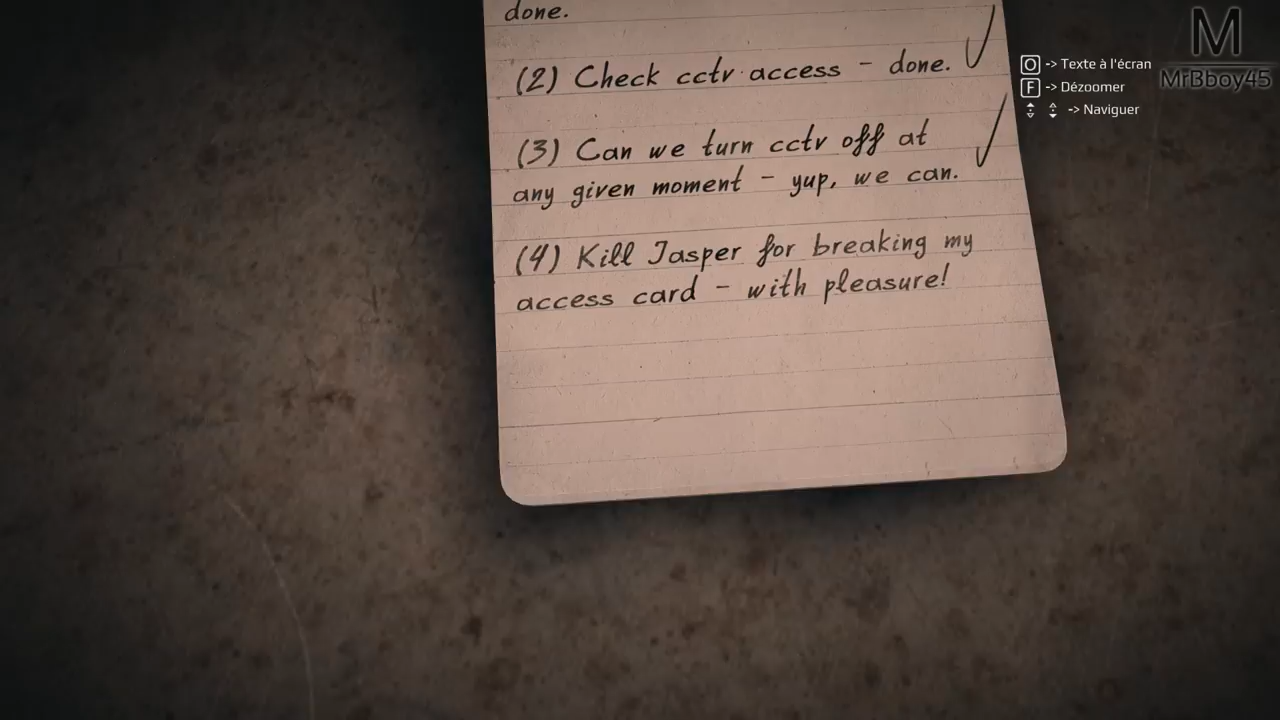 done.
(2) Check cctv access - done.
(3) Can we turn cctv off at
any given moment - yup, we can.
(4) Kill Jasper for breaking my
access card - with pleasure!
M
MrBboy45
O -> Texte à l'écran
F -> Dézoomer
-> Naviguer